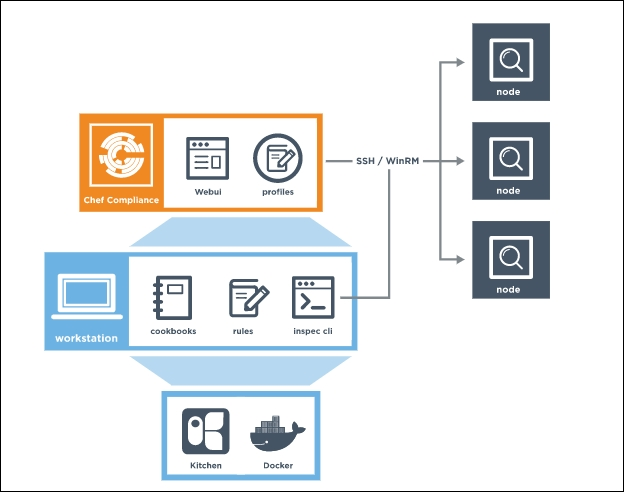 node
Chef Compliance
Webui
profiles
SSH / WinRM
node
node
workstation
cookbooks
rules
inspec cli
Kitchen
Docker